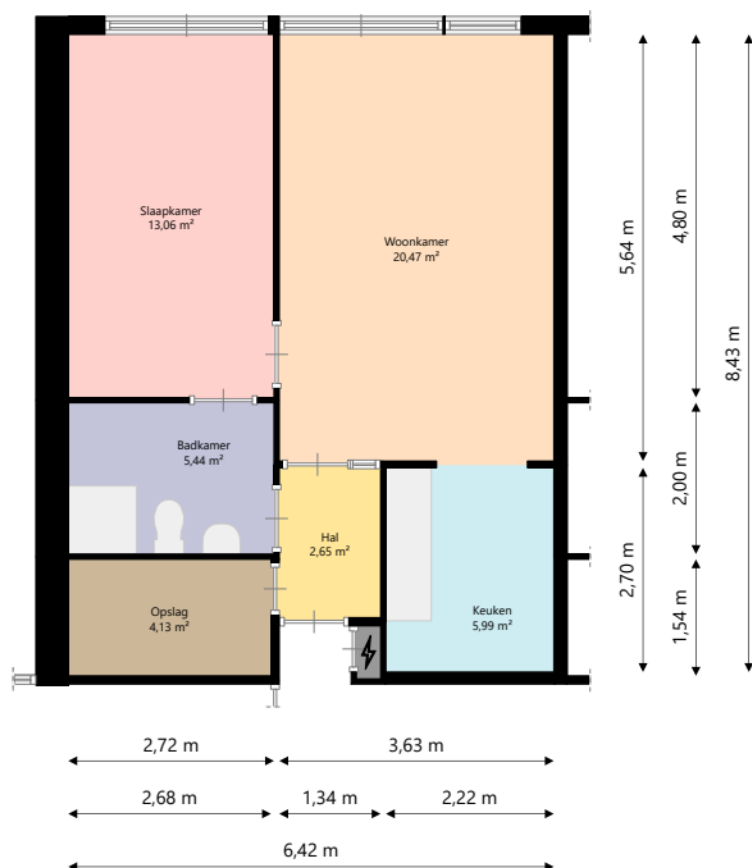 Slaapkamer
13,06 m²
Woonkamer
20,47 m²
Badkamer
5,44 m²
Hal
2,65 m²
Opslag
4,13 m²
Keuken
5,99 m²
5,64 m
4,80 m
8,43 m
2,00 m
2,70 m
1,54 m
2,72 m
3,63 m
2,68 m
1,34 m
2,22 m
6,42 m